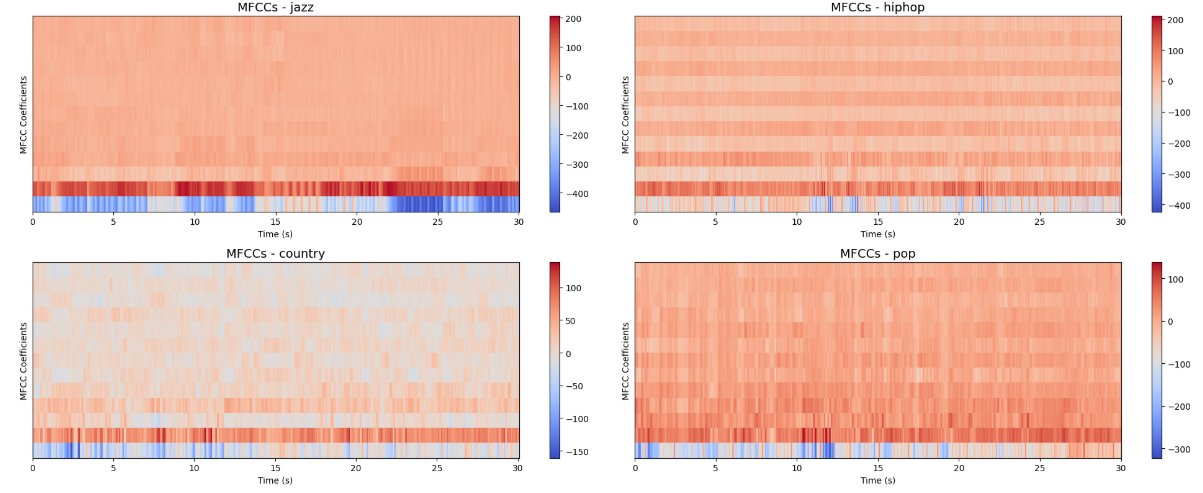 MFCCs - jazz
MFCC Coefficients
200
100
0
−100
−200
−300
−400
0 5 10 15 20 25 30
Time (s)
MFCCs - hiphop
MFCC Coefficients
200
100
0
−100
−200
−300
−400
0 5 10 15 20 25 30
Time (s)
MFCCs - country
MFCC Coefficients
100
50
0
−50
−100
−150
0 5 10 15 20 25 30
Time (s)
MFCCs - pop
MFCC Coefficients
100
0
−100
−200
−300
0 5 10 15 20 25 30
Time (s)